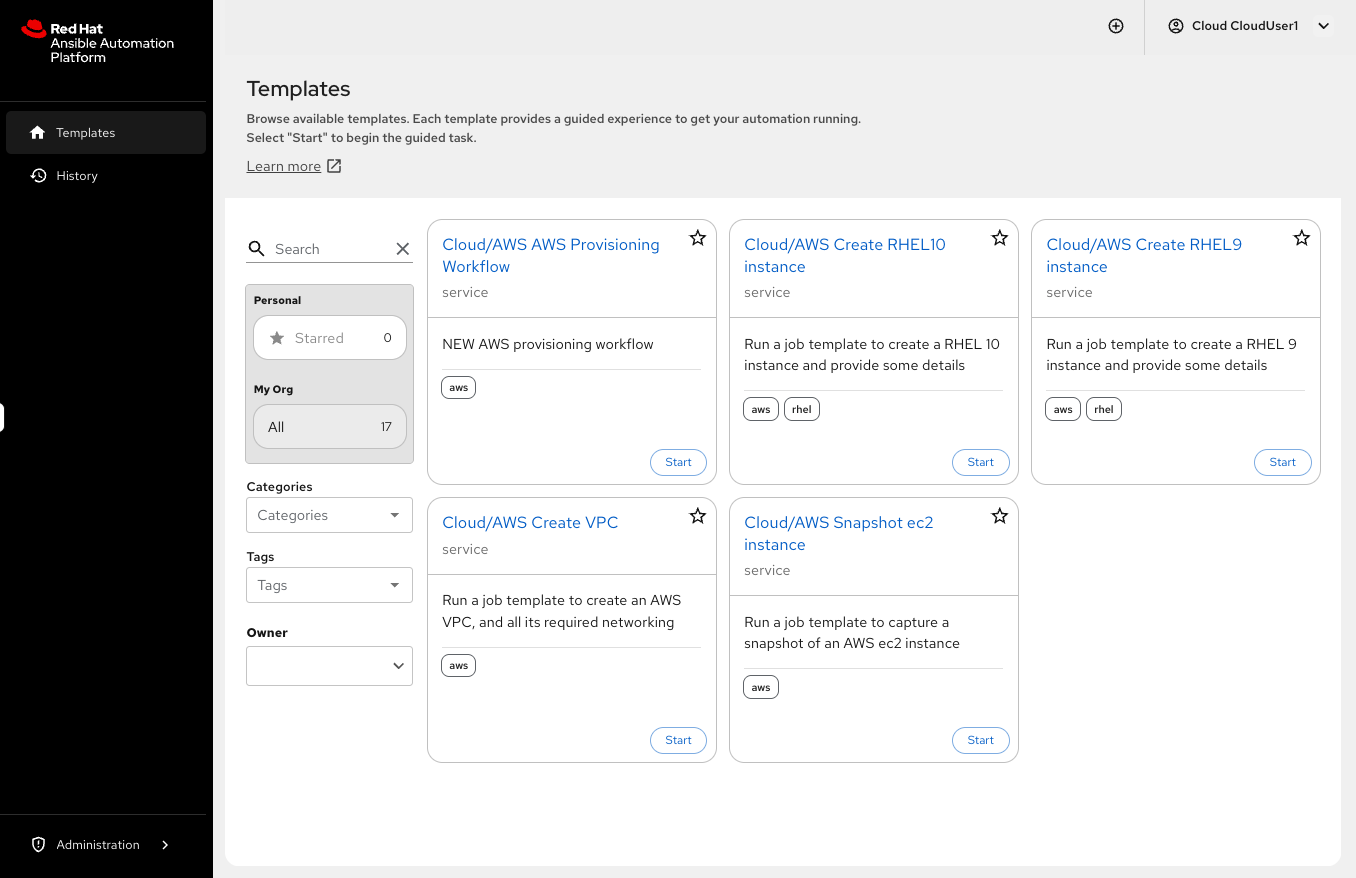 Red Hat
Ansible Automation
Platform
Templates
History
Administration
Cloud CloudUser1
Templates
Browse available templates. Each template provides a guided experience to get your automation running.
Select "Start" to begin the guided task.
Learn more
Search
Personal
Starred 0
My Org
All 17
Categories
Categories
Tags
Tags
Owner
Cloud/AWS AWS Provisioning
Workflow
service
NEW AWS provisioning workflow
aws
Start
Cloud/AWS Create RHEL10
instance
service
Run a job template to create a RHEL 10
instance and provide some details
aws rhel
Start
Cloud/AWS Create RHEL9
instance
service
Run a job template to create a RHEL 9
instance and provide some details
aws rhel
Start
Cloud/AWS Create VPC
service
Run a job template to create an AWS
VPC, and all its required networking
aws
Start
Cloud/AWS Snapshot ec2
instance
service
Run a job template to capture a
snapshot of an AWS ec2 instance
aws
Start